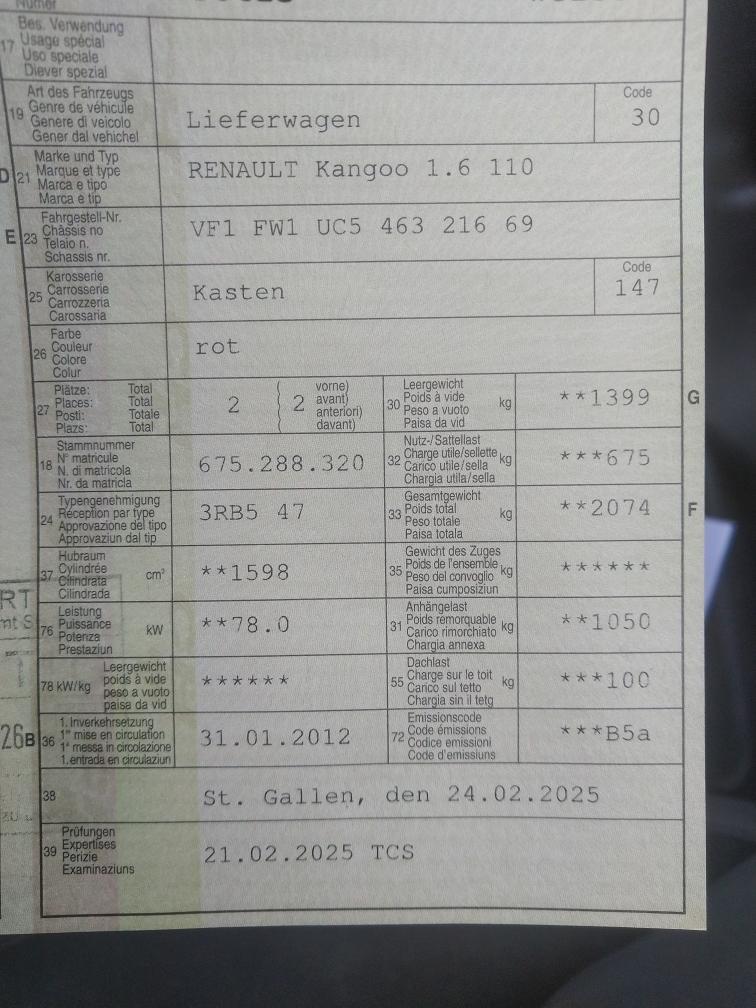 Bes. Verwendung
17 Usage spécial
Uso speciale
Diever spezial
Art des Fahrzeugs
19 Genre de véhicule
Genere di veicolo
Gener dal vehichel
Lieferwagen
Code
30
Marke und Typ
D 21 Marque et type
Marca e tipo
Marca e tip
RENAULT Kangoo 1.6 110
Fahrgestell-Nr.
E 23 Châssis no
Telaio n.
Schassis nr.
VF1 FW1 UC5 463 216 69
Karosserie
25 Carrosserie
Carrozzeria
Carossaria
Kasten
Code
147
Farbe
26 Couleur
Colore
Colur
rot
Plätze: Total
27 Places: Total
Posti: Totale
Plazs: Total
2 2
vorne)
avant)
anteriori)
davant)
Leergewicht
30 Poids à vide kg
Peso a vuoto
Paisa da vid
**1399 G
Stammnummer
18 N° matricule
N. di matricola
Nr. da matricla
675.288.320
Nutz-/Sattellast
32 Charge utile/sellette kg
Carico utile/sella
Chargia utila/sella
***675
Typengenehmigung
24 Réception par type
Approvazione del tipo
Approvaziun dal tip
3RB5 47
Gesamtgewicht
33 Poids total kg
Peso totale
Paisa totala
**2074 F
Hubraum
37 Cylindrée cm³
Cilindrata
Cilindrada
**1598
Gewicht des Zuges
35 Poids de l'ensemble kg
Peso del convoglio
Paisa cumposiziun
******
Leistung
76 Puissance kW
Potenza
Prestaziun
**78.0
Anhängelast
31 Poids remorquable kg
Carico rimorchiato
Chargia annexa
**1050
Leergewicht
78 kW/kg poids à vide
peso a vuoto
paisa da vid
******
Dachlast
55 Charge sur le toit kg
Carico sul tetto
Chargia sin il tetg
***100
1. Inverkehrsetzung
B 36 1re mise en circulation
1a messa in circolazione
1. entrada en circulaziun
31.01.2012
Emissionscode
72 Code émissions
Codice emissioni
Code d'emissiuns
***B5a
38
St. Gallen, den 24.02.2025
Prüfungen
39 Expertises
Perizie
Examinaziuns
21.02.2025 TCS
RT
26